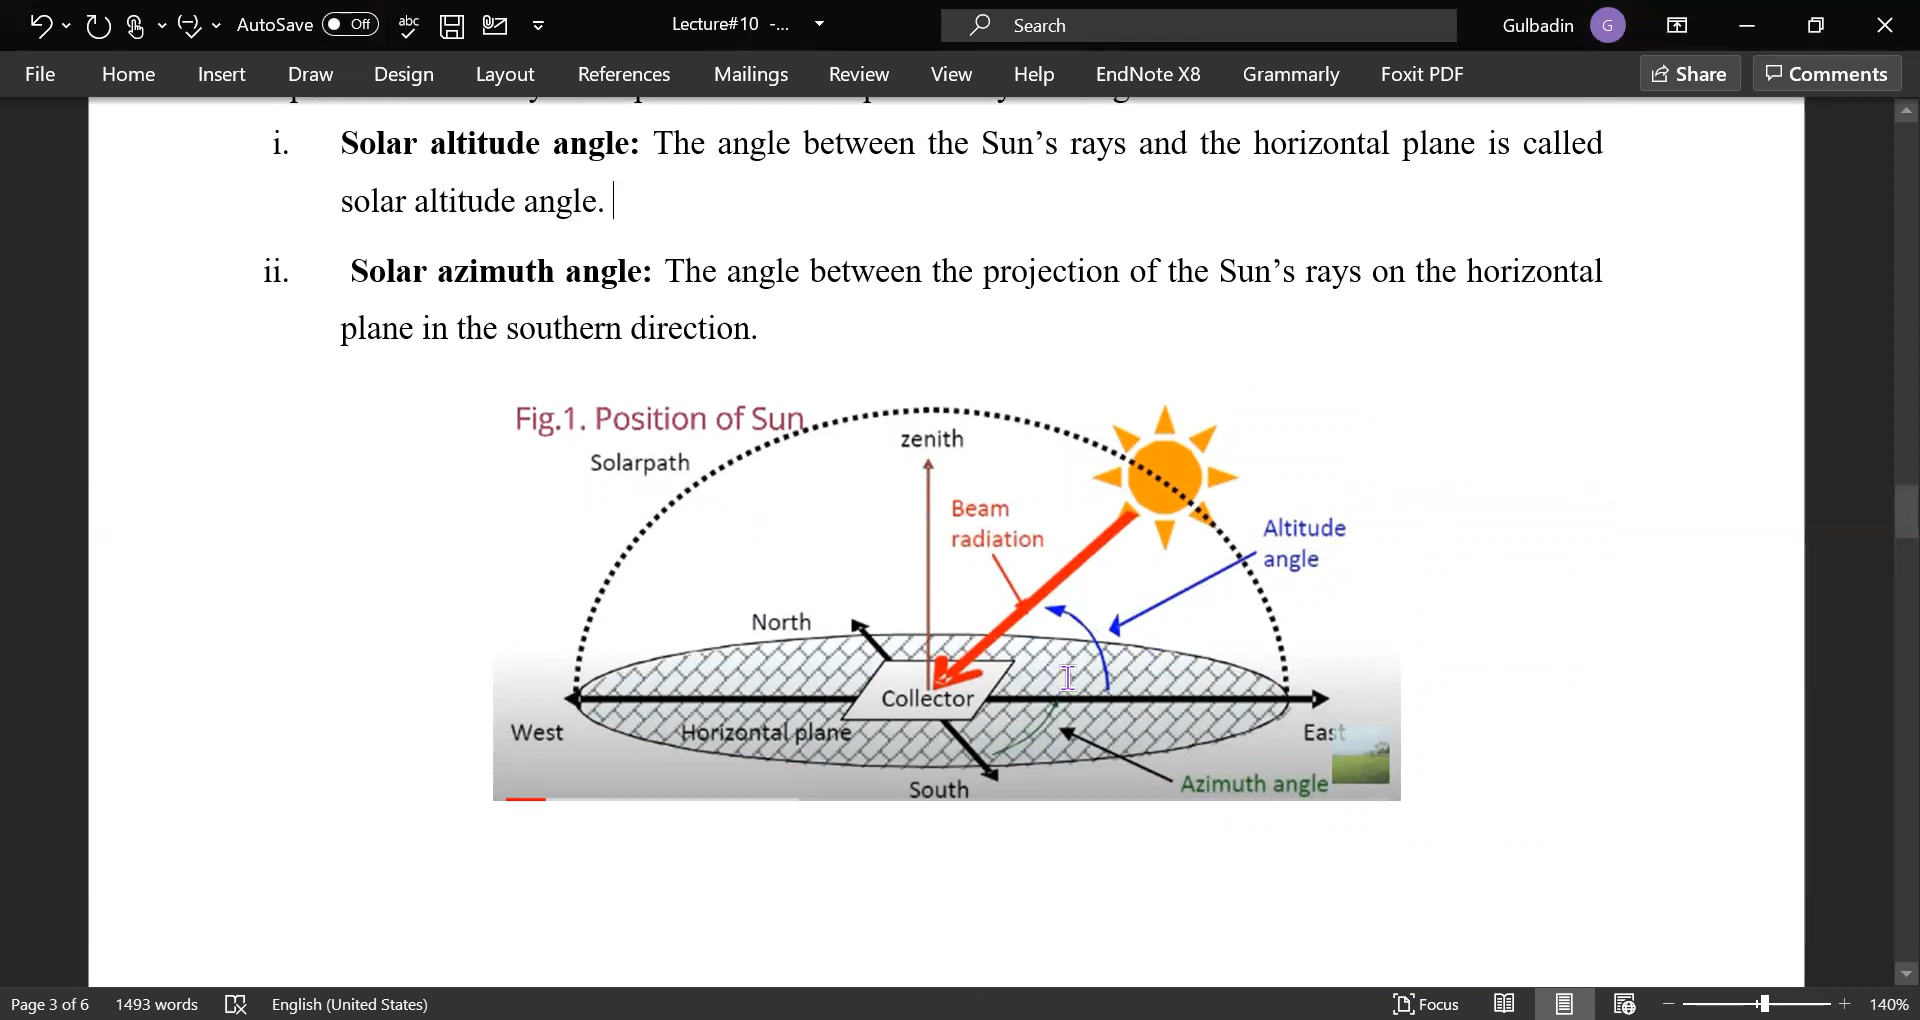 AutoSave Off abc Lecture#10 -... Search Gulbadin G
File Home Insert Draw Design Layout References Mailings Review View Help EndNote X8 Grammarly Foxit PDF Share Comments
i. Solar altitude angle: The angle between the Sun’s rays and the horizontal plane is called
solar altitude angle.
ii. Solar azimuth angle: The angle between the projection of the Sun’s rays on the horizontal
plane in the southern direction.
Fig.1. Position of Sun
zenith
Solarpath
Beam
radiation
Altitude
angle
North
Collector
West
Horizontal plane
East
South
Azimuth angle
Page 3 of 6 1493 words English (United States) Focus 140%